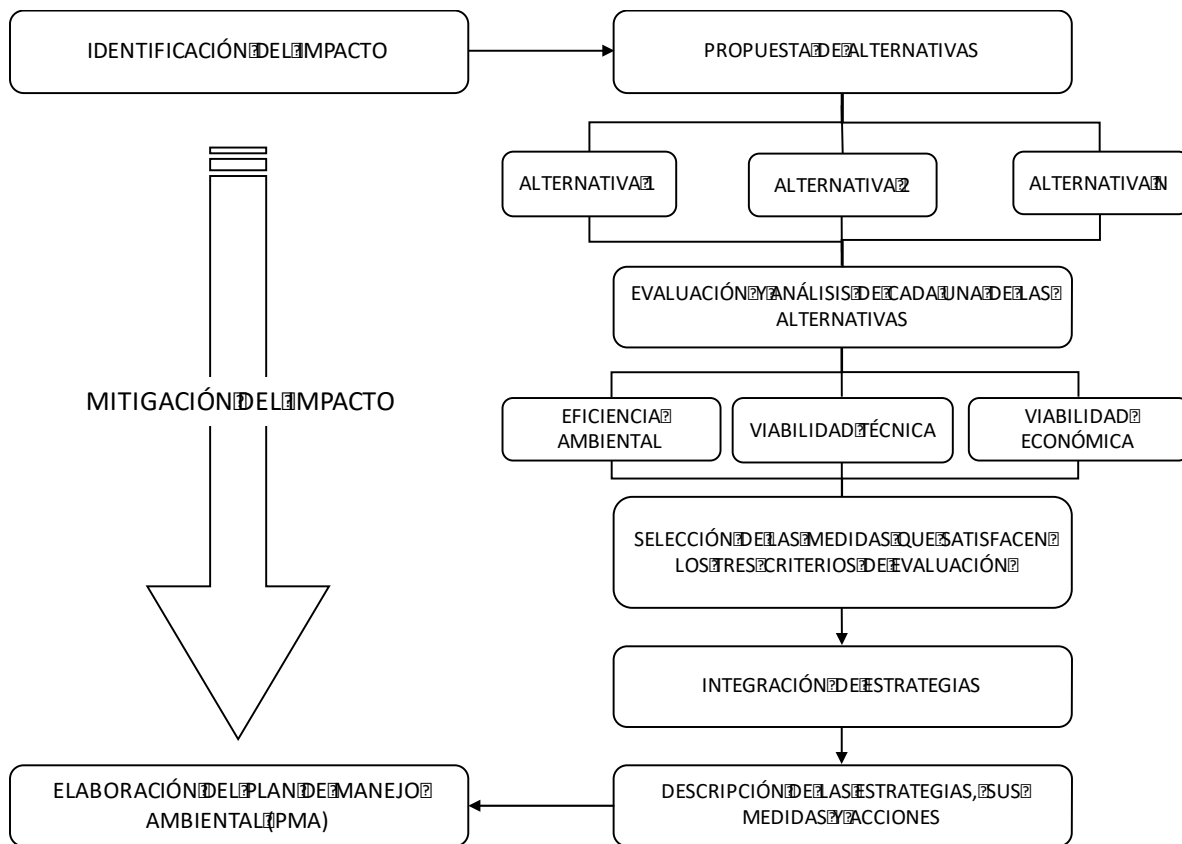 IDENTIFICACIÓN DEL IMPACTO
PROPUESTA DE ALTERNATIVAS
ALTERNATIVA 1
ALTERNATIVA 2
ALTERNATIVA N
EVALUACIÓN Y ANÁLISIS DE CADA UNA DE LAS
ALTERNATIVAS
MITIGACIÓN DEL IMPACTO
EFICIENCIA
AMBIENTAL
VIABILIDAD TÉCNICA
VIABILIDAD
ECONÓMICA
SELECCIÓN DE LAS MEDIDAS QUE SATISFACEN
LOS TRES CRITERIOS DE EVALUACIÓN
INTEGRACIÓN DE ESTRATEGIAS
DESCRIPCIÓN DE LAS ESTRATEGIAS, SUS
MEDIDAS Y ACCIONES
ELABORACIÓN DEL PLAN DE MANEJO
AMBIENTAL (PMA)